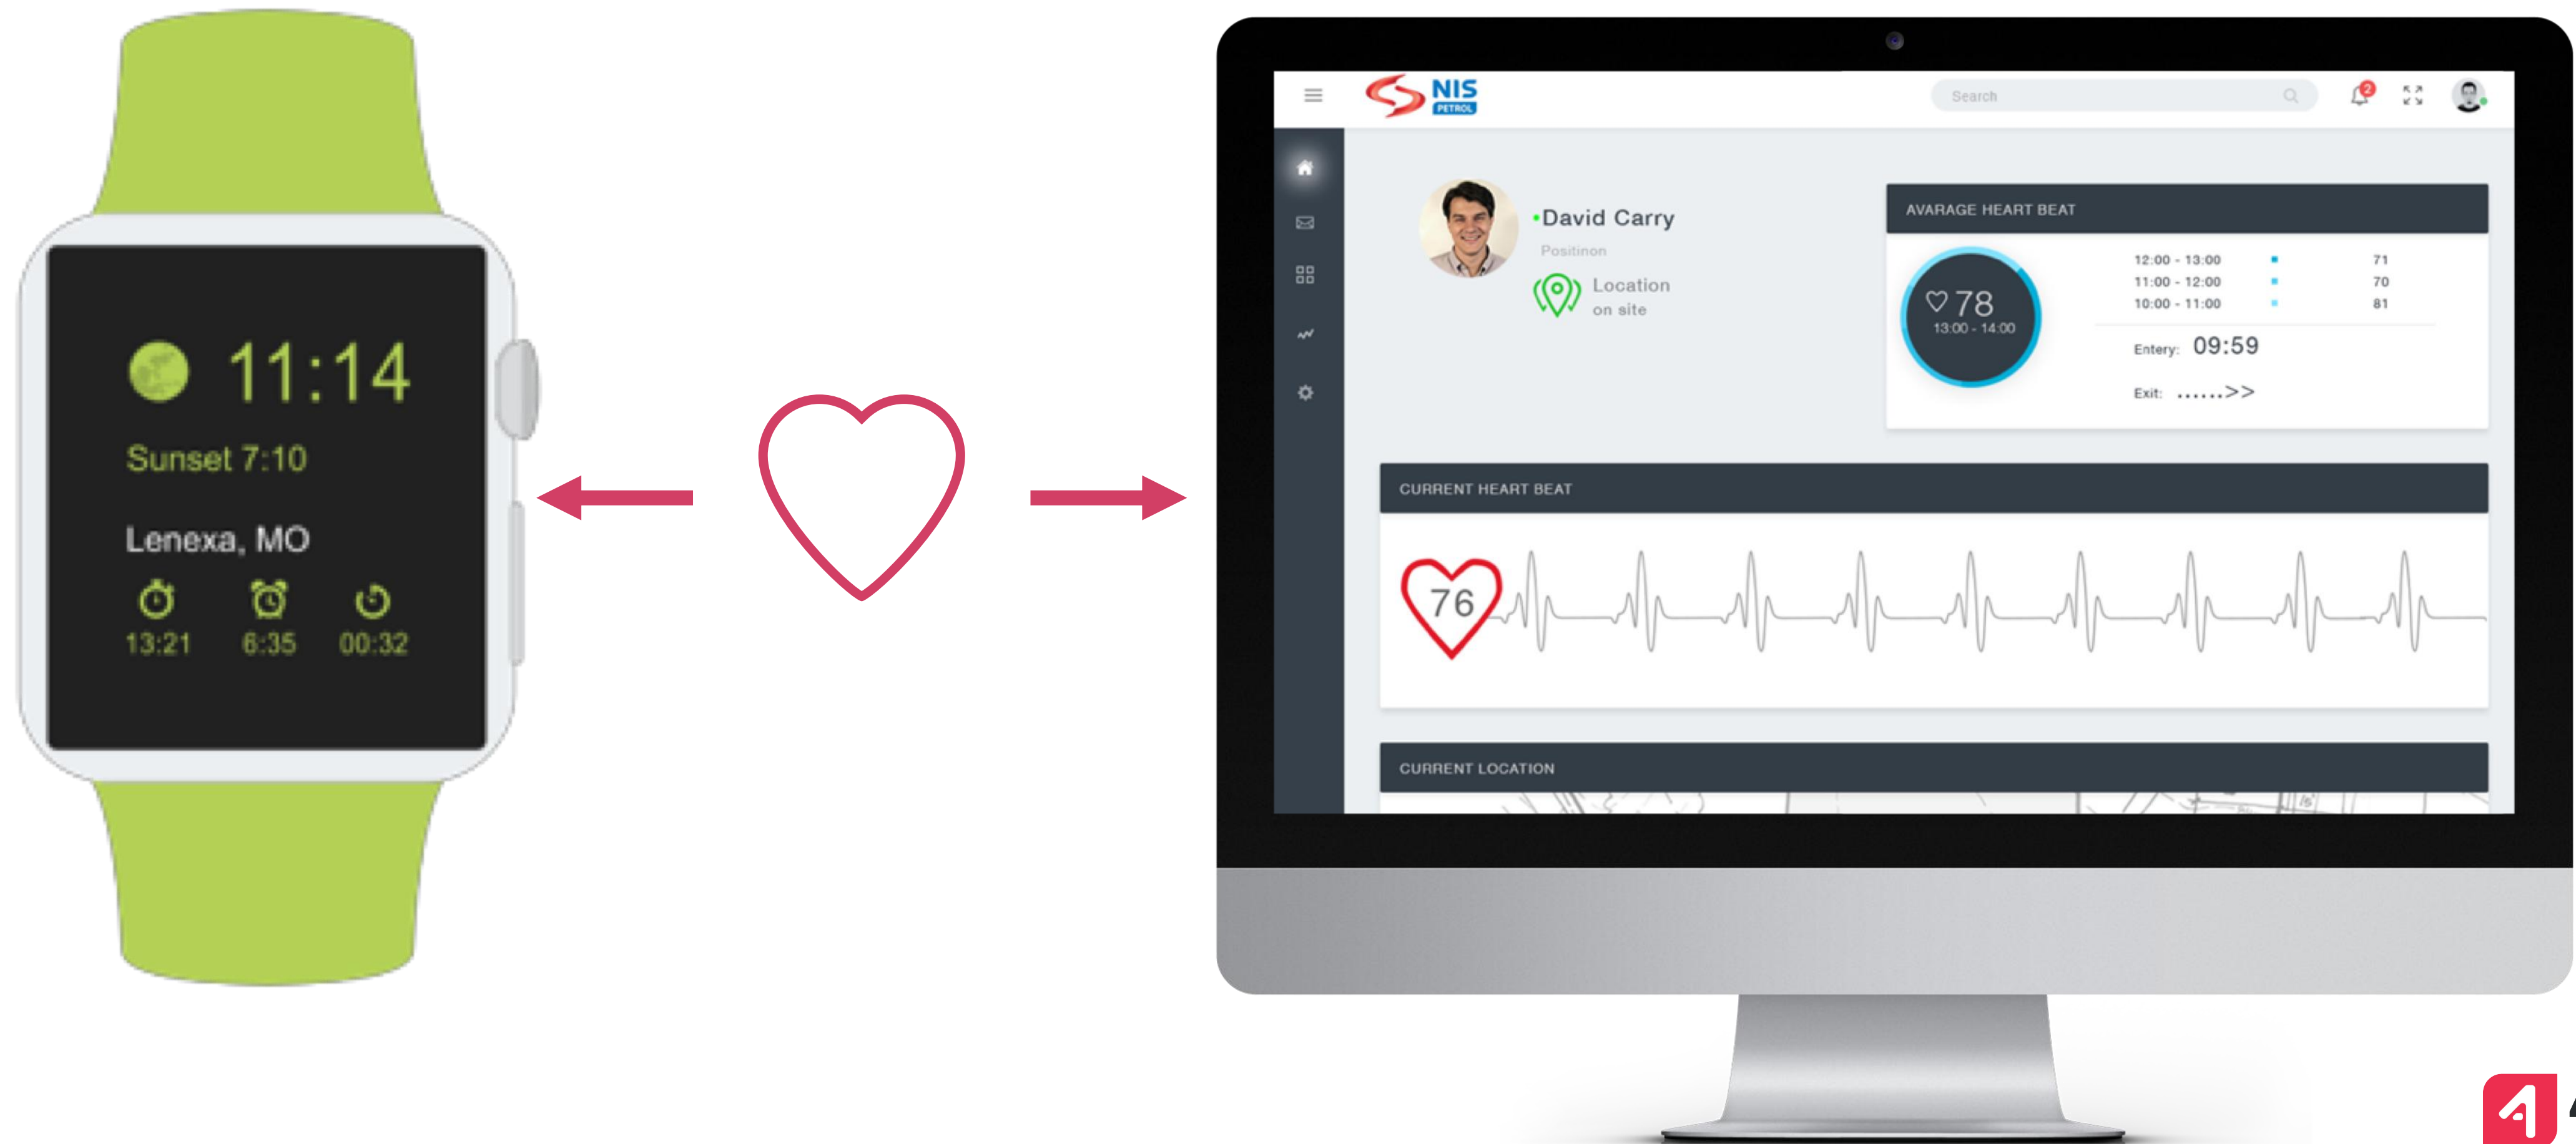 11:14
Sunset 7:10
Lenexa, MO
13:21 6:35 00:32
NIS
PETROL
Search
2
David Carry
Positinon
Location
on site
AVARAGE HEART BEAT
78
13:00 - 14:00
12:00 - 13:00 71
11:00 - 12:00 70
10:00 - 11:00 81
Entery: 09:59
Exit: ......>>
CURRENT HEART BEAT
76
CURRENT LOCATION
15'